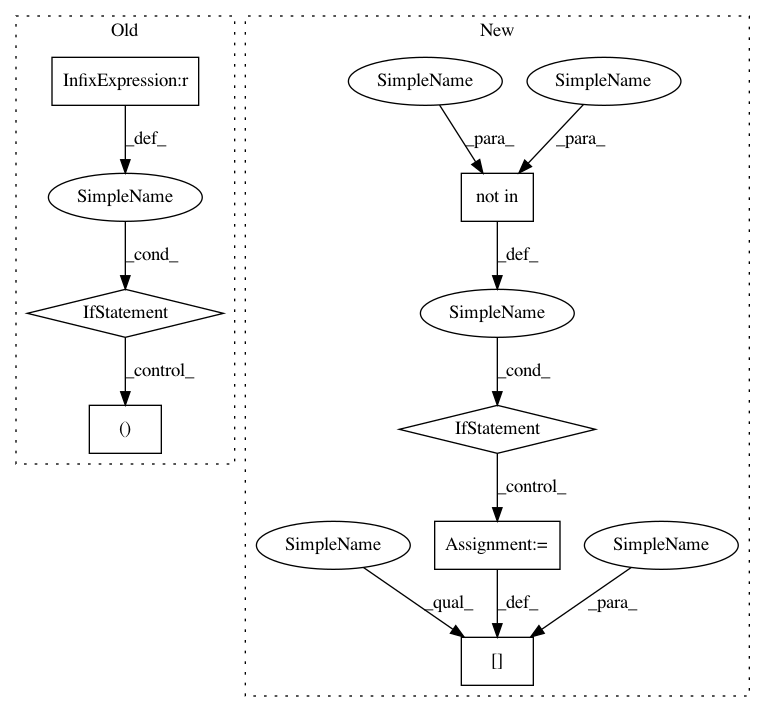 Old
InfixExpression:r
_def_
SimpleName
_cond_
IfStatement
_control_
()
New
SimpleName
SimpleName
_para_
_para_
not in
_def_
SimpleName
_cond_
IfStatement
_control_
SimpleName
Assignment:=
SimpleName
_qual_
_def_
_para_
[]